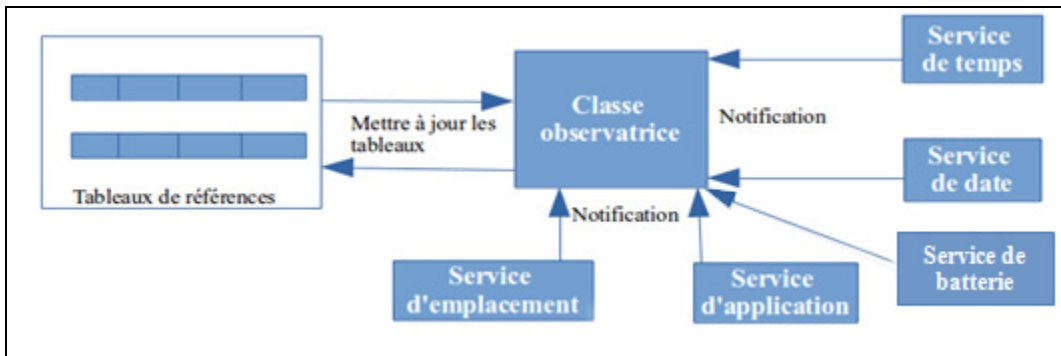 Service
de temps
Classe
observatrice
Notification
Mettre à jour les
tableaux
Tableaux de références
Service
de date
Notification
Service
d'emplacement
Service
d'application
Service de
batterie